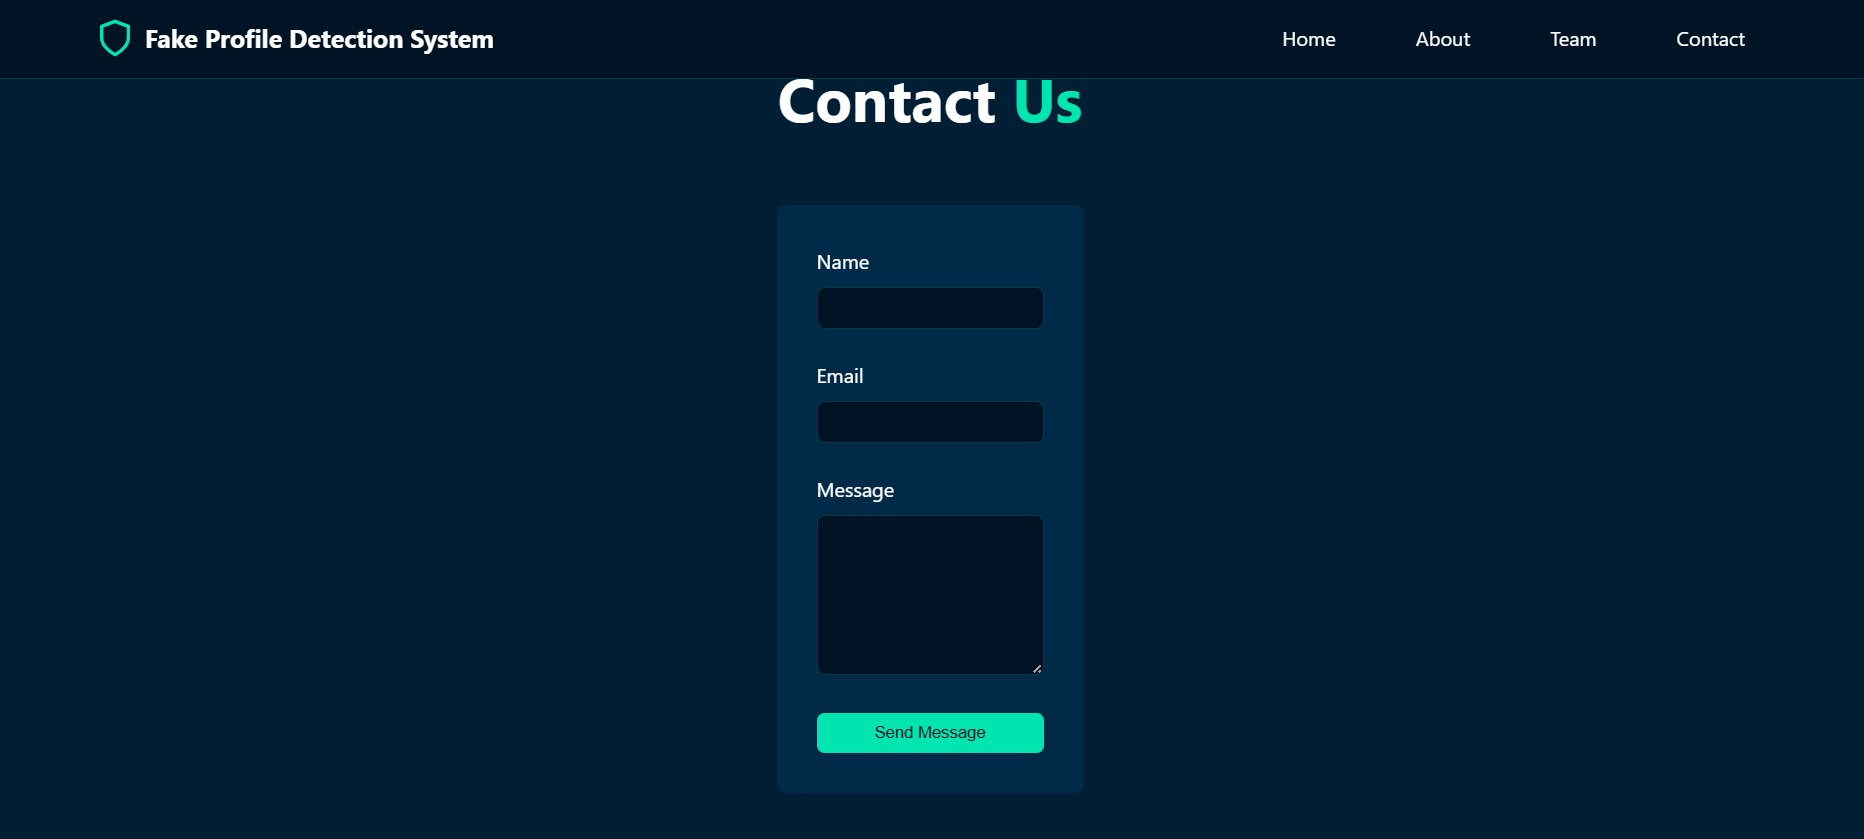 Fake Profile Detection System
Home About Team Contact
Contact Us
Name
Email
Message
Send Message